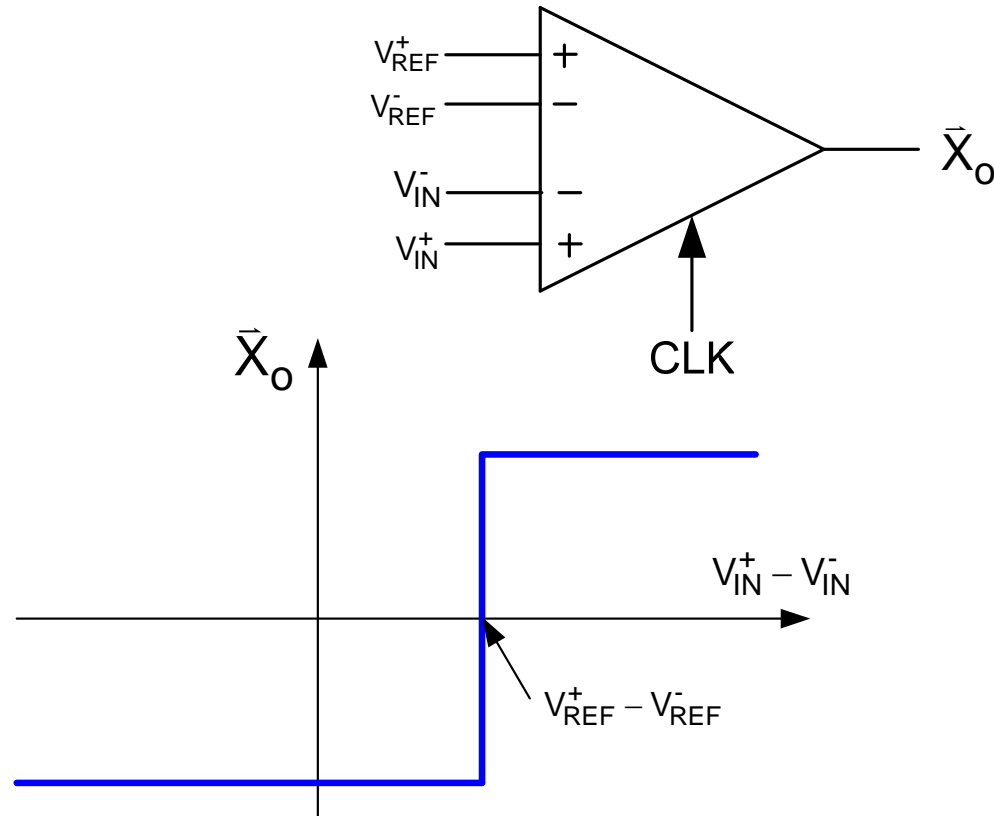 V⁺REF +
V⁻REF −
X⃗o
V⁻IN −
V⁺IN +
CLK
X⃗o
V⁺IN − V⁻IN
V⁺REF − V⁻REF